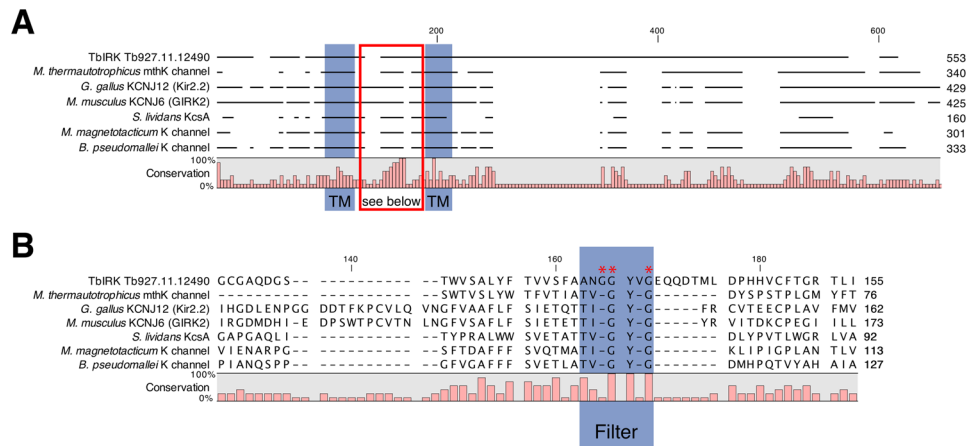 A
200 400 600
TbIRK Tb927.11.12490 553
M. thermautotrophicus mthK channel 340
G. gallus KCNJ12 (Kir2.2) 429
M. musculus KCNJ6 (GIRK2) 425
S. lividans KcsA 160
M. magnetotacticum K channel 301
B. pseudomallei K channel 333
100%
Conservation
0%
TM see below TM
B
140 160 180
* * *
TbIRK Tb927.11.12490 GCGAQDGS-- ---------- --TWVSALYF TVVSFAANGG YVGEQQDTML DPHHVCFTGR TLI 155
M. thermautotrophicus mthK channel ---------- ---------- --SWTVSLYW TFVTIATV-G Y-G------- DYSPSTPLGM YFT 76
G. gallus KCNJ12 (Kir2.2) IHGDLENPGG DDTFKPCVLQ VNGFVAAFLF SIETQTTI-G Y-G-----FR CVTEECPLAV FMV 162
M. musculus KCNJ6 (GIRK2) IRGDMDHI-E DPSWTPCVTN LNGFVSAFLF SIETETTI-G Y-G-----YR VITDKCPEGI ILL 173
S. lividans KcsA GAPGAQLI-- ---------- --TYPRALWW SVETATTV-G Y-G------- DLYPVTLWGR LVA 92
M. magnetotacticum K channel VIENARPG-- ---------- --SFTDAFFF SVQTMATI-G Y-G------- KLIPIGPLAN TLV 113
B. pseudomallei K channel PIANQSPP-- ---------- --GFVGAFFF SVETLATV-G Y-G------- DMHPQTVYAH AIA 127
100%
Conservation
0%
Filter